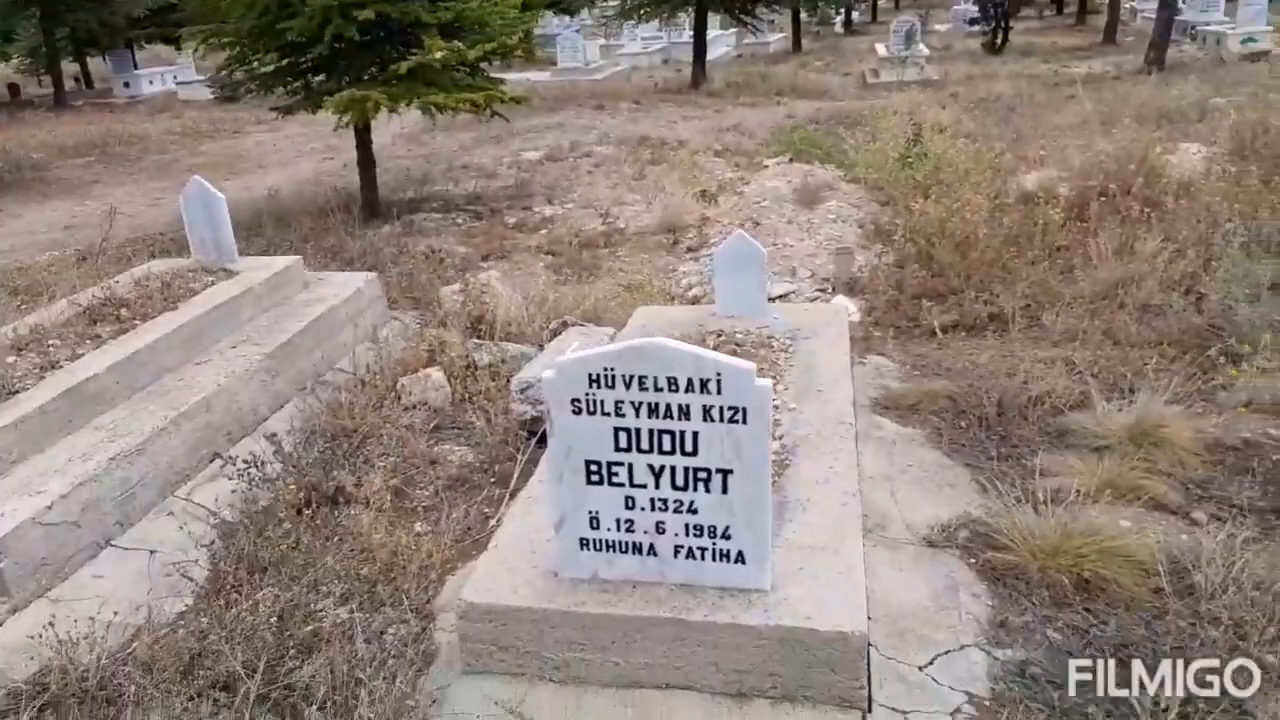 HÜVELBAKİ
SÜLEYMAN KIZI
DUDU
BELYURT
D.1324
Ö.12.6.1984
RUHUNA FATİHA
FILMIGO